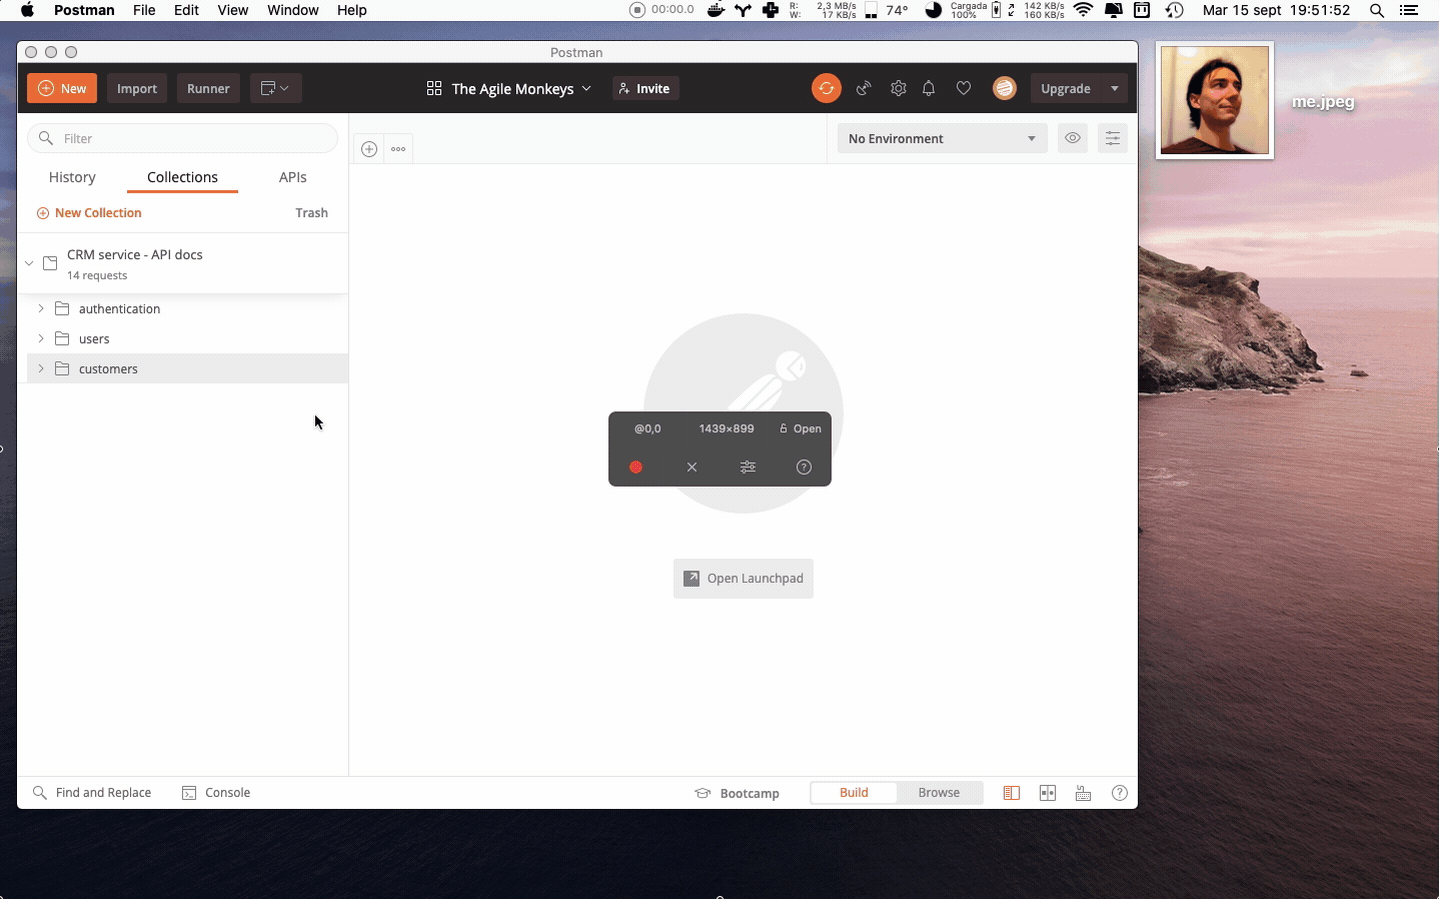 Postman File Edit View Window Help 00:00.0 R: 2,3 MB/s W: 17 KB/s 74° Cargada 100% 142 KB/s 160 KB/s Mar 15 sept 19:51:52
Postman
New Import Runner The Agile Monkeys Invite Upgrade
me.jpeg
Filter
No Environment
History Collections APIs
New Collection Trash
CRM service - API docs
14 requests
authentication
users
customers
@0,0 1439×899 Open
Open Launchpad
Find and Replace Console Bootcamp Build Browse